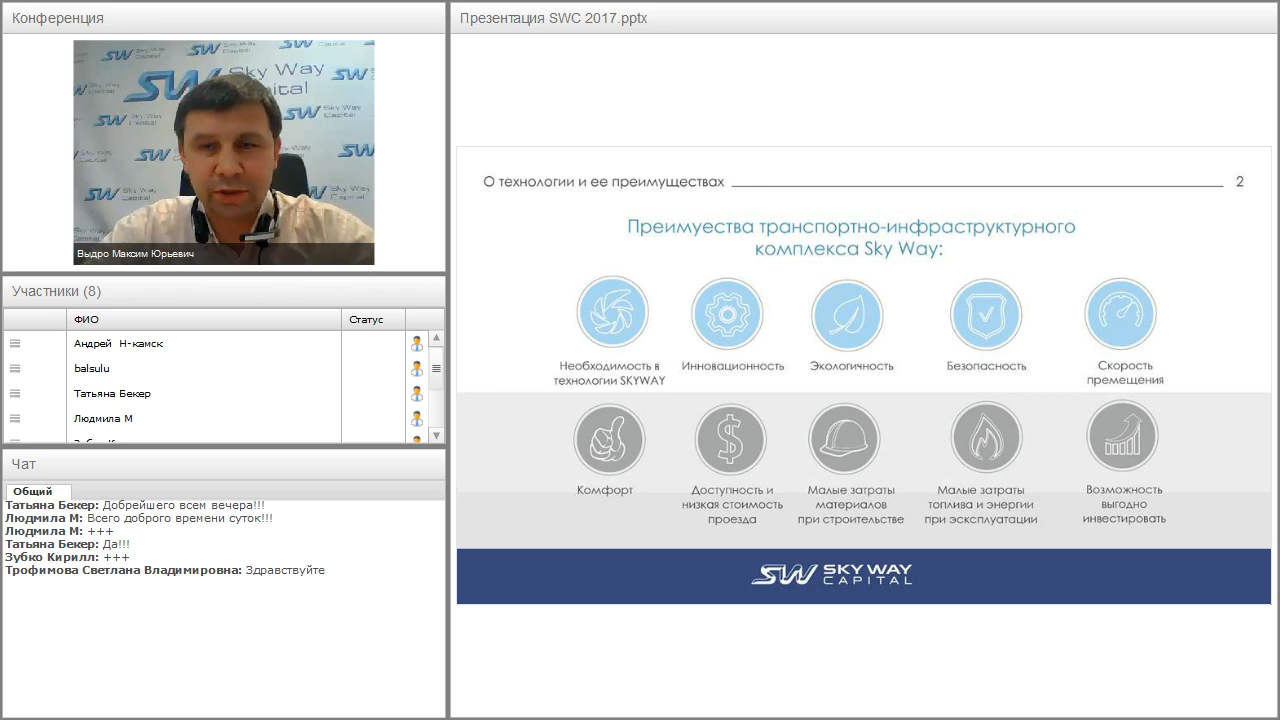 Конференция
Sky Way
Capital
Выдро Максим Юрьевич
Участники (8)
ФИО
Статус
Андрей Н-камск
balsulu
Татьяна Бекер
Людмила М
Чат
Общий
Татьяна Бекер: Добрейшего всем вечера!!!
Людмила М: Всего доброго времени суток!!!
Людмила М: +++
Татьяна Бекер: Да!!!
Зубко Кирилл: +++
Трофимова Светлана Владимировна: Здравствуйте
Презентация SWC 2017.pptx
О технологии и ее преимуществах
2
Преимуества транспортно-инфраструктурного
комплекса Sky Way:
Необходимость в
технологии SKYWAY
Инновационность
Экологичность
Безопасность
Скорость
премещения
Комфорт
Доступность и
низкая стоимость
проезда
Малые затраты
материалов
при строительстве
Малые затраты
топлива и энергии
при эсксплуатации
Возможность
выгодно
инвестировать
SW SKY WAY
CAPITAL